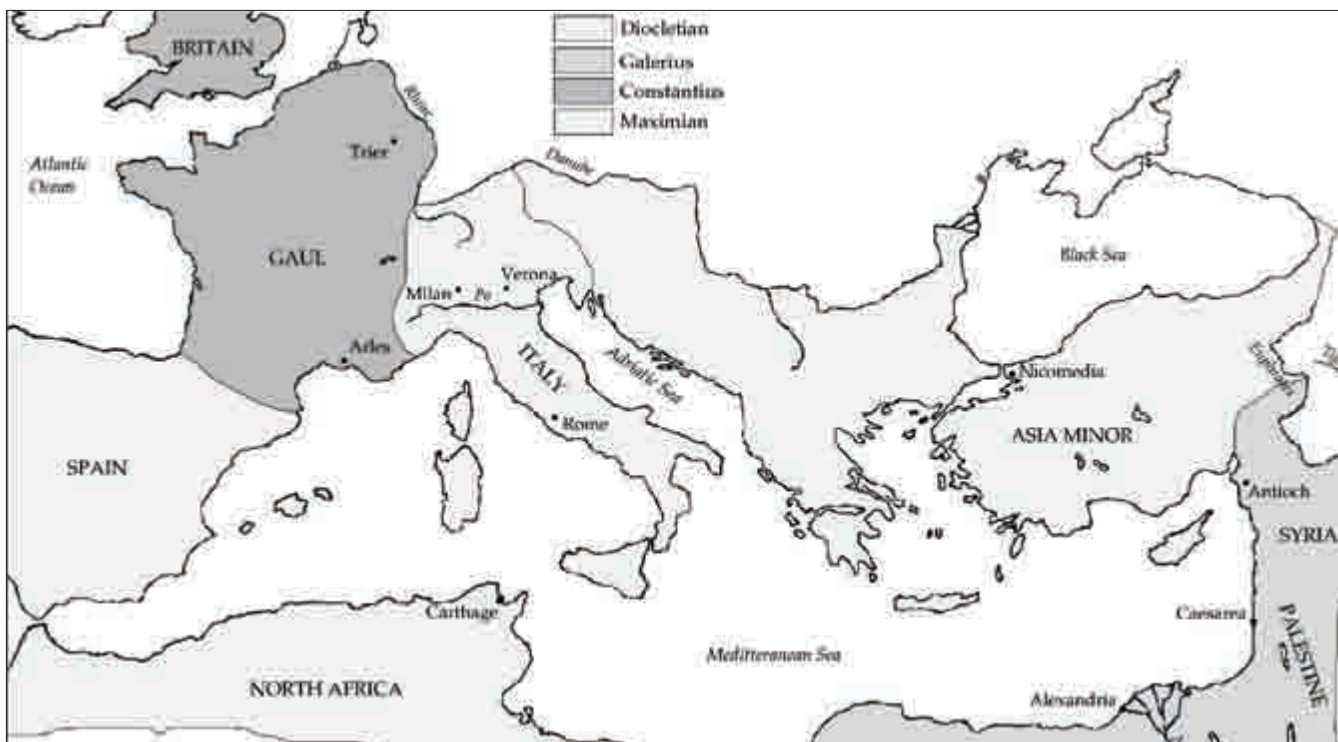 Diocletian
Galerius
Constantius
Maximian
BRITAIN
Rhine
Trier
Atlantic
Ocean
Danube
GAUL
Black Sea
Verona
Milan
Po
Arles
ITALY
Adriatic Sea
Nicomedia
Euphrates
Rome
ASIA MINOR
SPAIN
Antioch
SYRIA
Carthage
Caesarea
PALESTINE
Mediterranean Sea
NORTH AFRICA
Alexandria